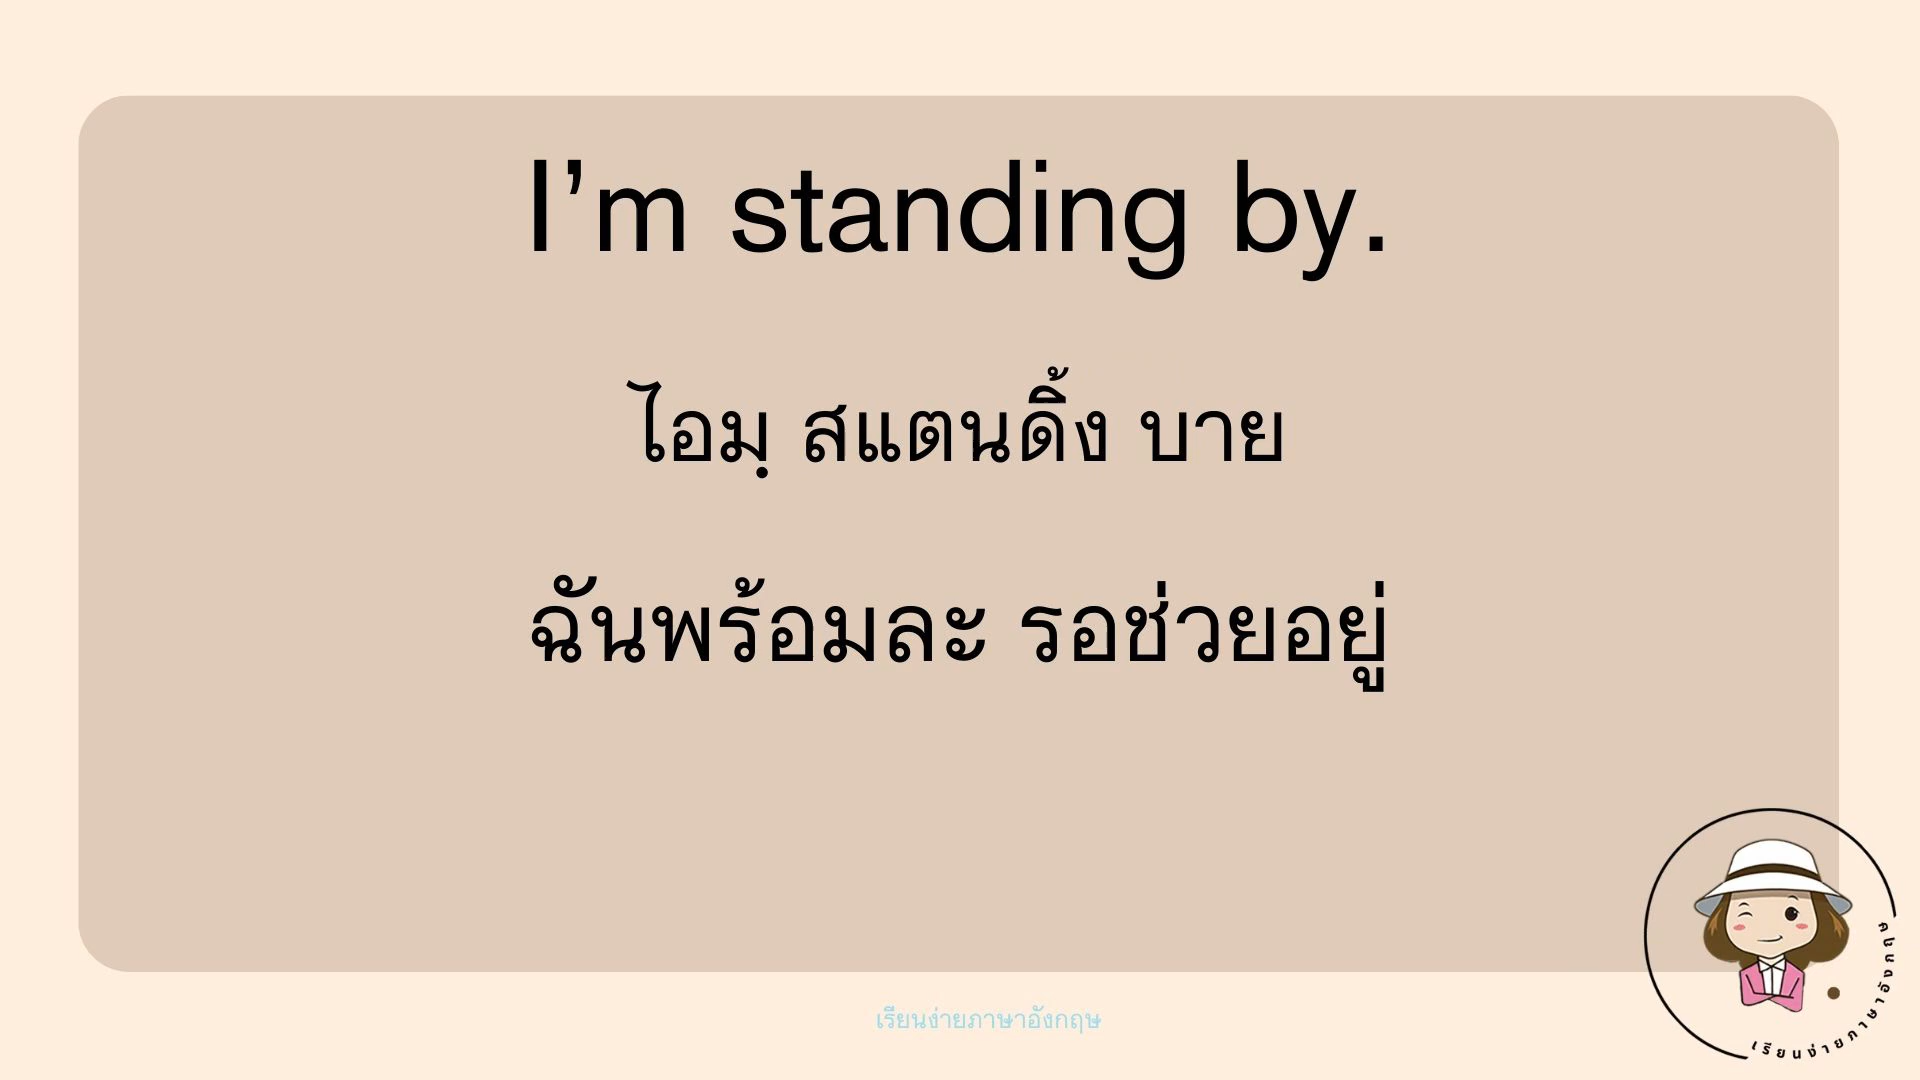 I’m standing by.
ไอมฺ สแตนดิ้ง บาย
ฉันพร้อมละ รอช่วยอยู่
เรียนง่ายภาษาอังกฤษ
เรียนง่ายภาษาอังกฤษ